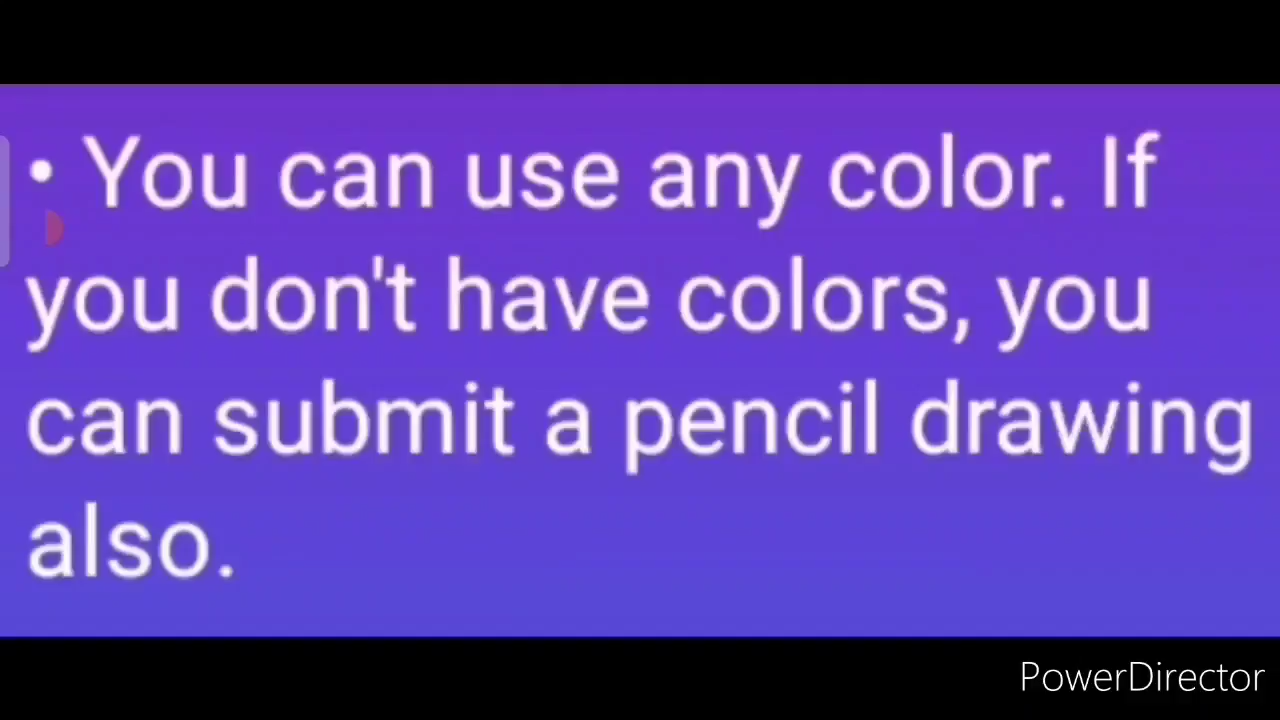 • You can use any color. If
you don't have colors, you
can submit a pencil drawing
also.
PowerDirector